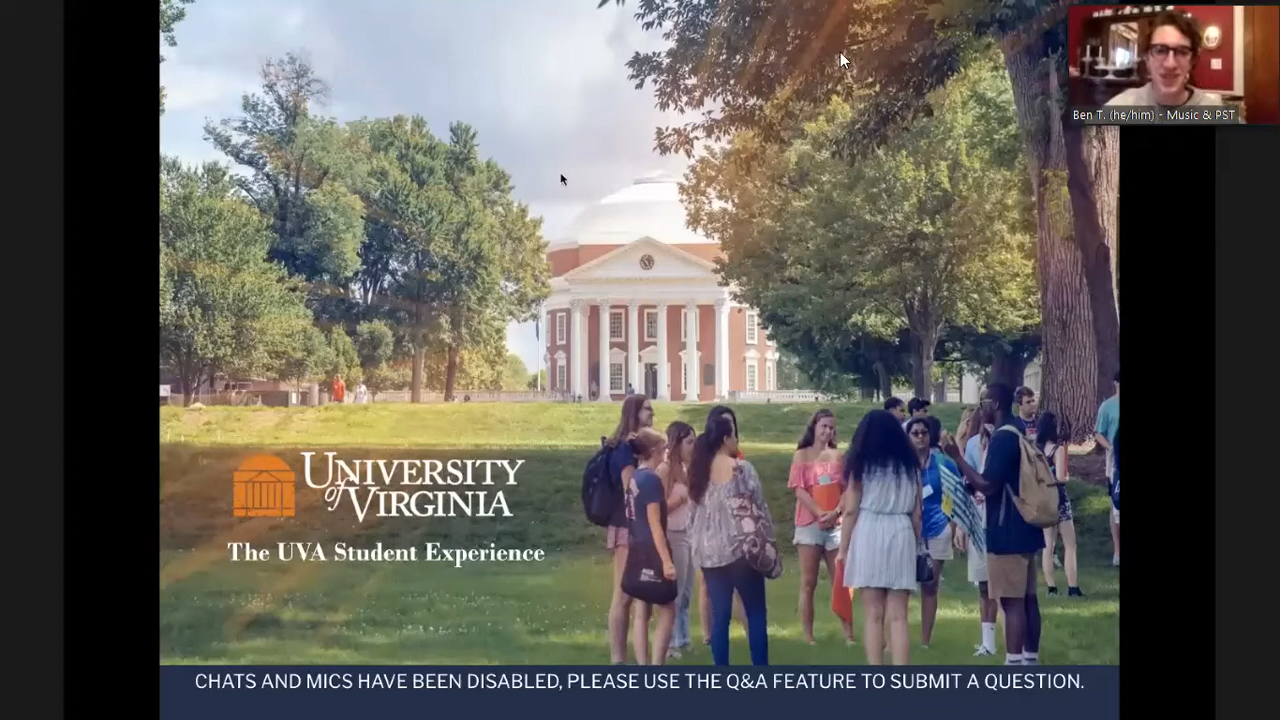 Ben T. (he/him) - Music & PST
UNIVERSITY
of VIRGINIA
The UVA Student Experience
CHATS AND MICS HAVE BEEN DISABLED, PLEASE USE THE Q&A FEATURE TO SUBMIT A QUESTION.